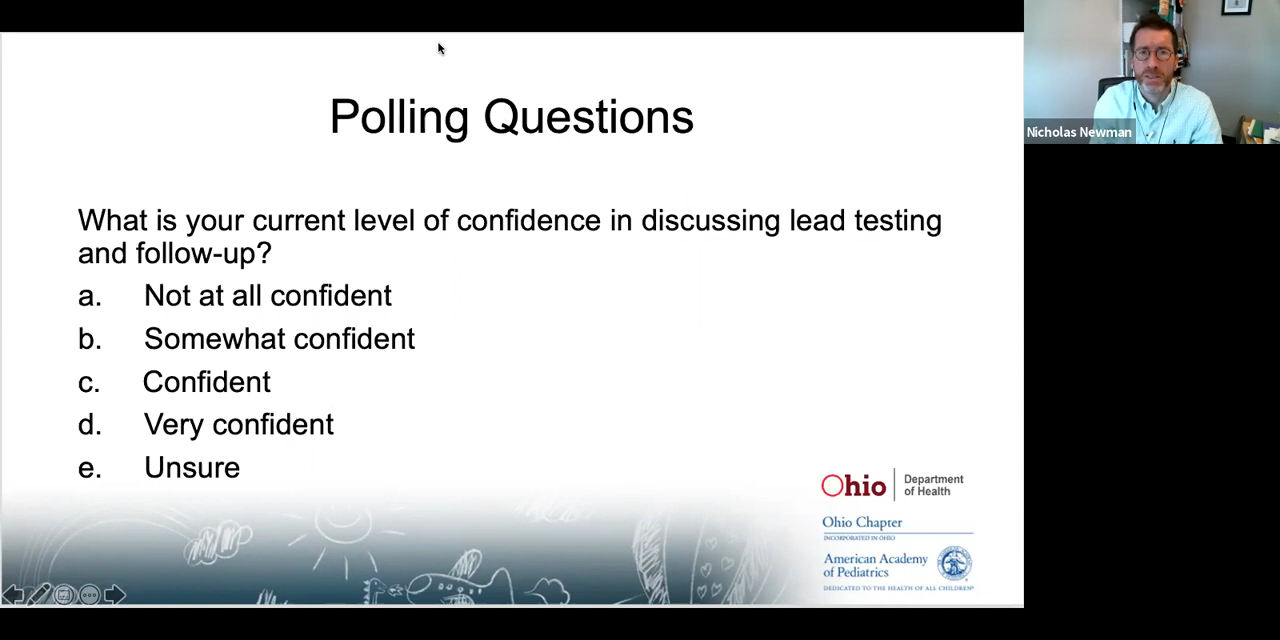 Polling Questions
Nicholas Newman
What is your current level of confidence in discussing lead testing
and follow-up?
a. Not at all confident
b. Somewhat confident
c. Confident
d. Very confident
e. Unsure
Ohio Department
of Health
Ohio Chapter
INCORPORATED IN OHIO
American Academy
of Pediatrics
DEDICATED TO THE HEALTH OF ALL CHILDREN®